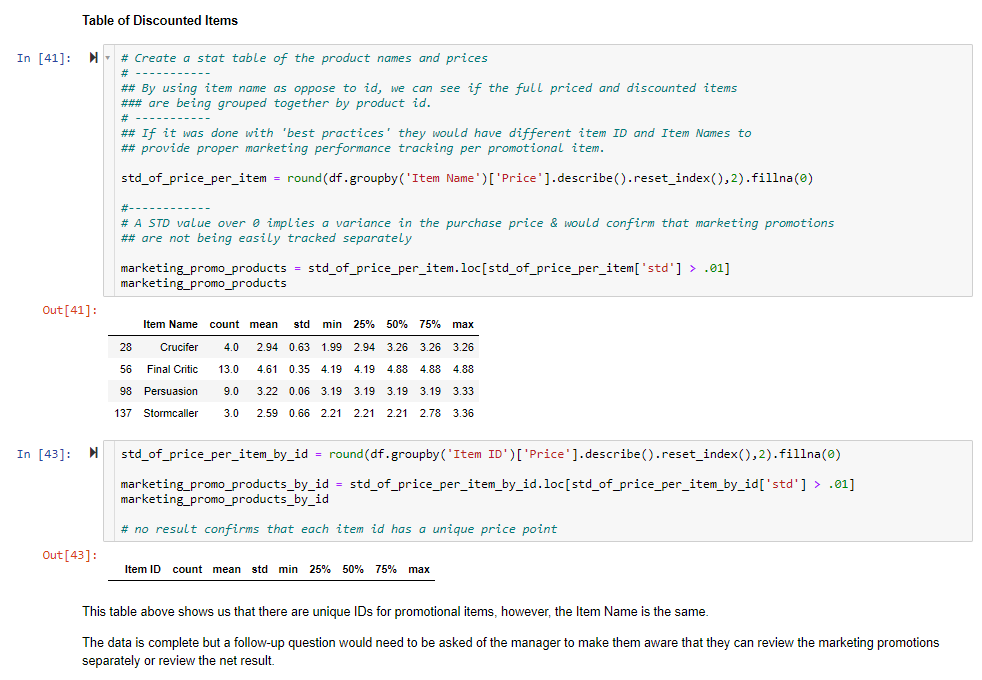 Table of Discounted Items
In [41]:
# Create a stat table of the product names and prices
# -----------
## By using item name as oppose to id, we can see if the full priced and discounted items
### are being grouped together by product id.
# -----------
## If it was done with 'best practices' they would have different item ID and Item Names to
## provide proper marketing performance tracking per promotional item.
std_of_price_per_item = round(df.groupby('Item Name')['Price'].describe().reset_index(),2).fillna(0)
#------------
# A STD value over 0 implies a variance in the purchase price & would confirm that marketing promotions
## are not being easily tracked separately
marketing_promo_products = std_of_price_per_item.loc[std_of_price_per_item['std'] > .01]
marketing_promo_products
Out[41]:
Item Name count mean std min 25% 50% 75% max
28 Crucifer 4.0 2.94 0.63 1.99 2.94 3.26 3.26 3.26
56 Final Critic 13.0 4.61 0.35 4.19 4.19 4.88 4.88 4.88
98 Persuasion 9.0 3.22 0.06 3.19 3.19 3.19 3.19 3.33
137 Stormcaller 3.0 2.59 0.66 2.21 2.21 2.21 2.78 3.36
In [43]:
std_of_price_per_item_by_id = round(df.groupby('Item ID')['Price'].describe().reset_index(),2).fillna(0)
marketing_promo_products_by_id = std_of_price_per_item_by_id.loc[std_of_price_per_item_by_id['std'] > .01]
marketing_promo_products_by_id
# no result confirms that each item id has a unique price point
Out[43]:
Item ID count mean std min 25% 50% 75% max
This table above shows us that there are unique IDs for promotional items, however, the Item Name is the same.
The data is complete but a follow-up question would need to be asked of the manager to make them aware that they can review the marketing promotions
separately or review the net result.